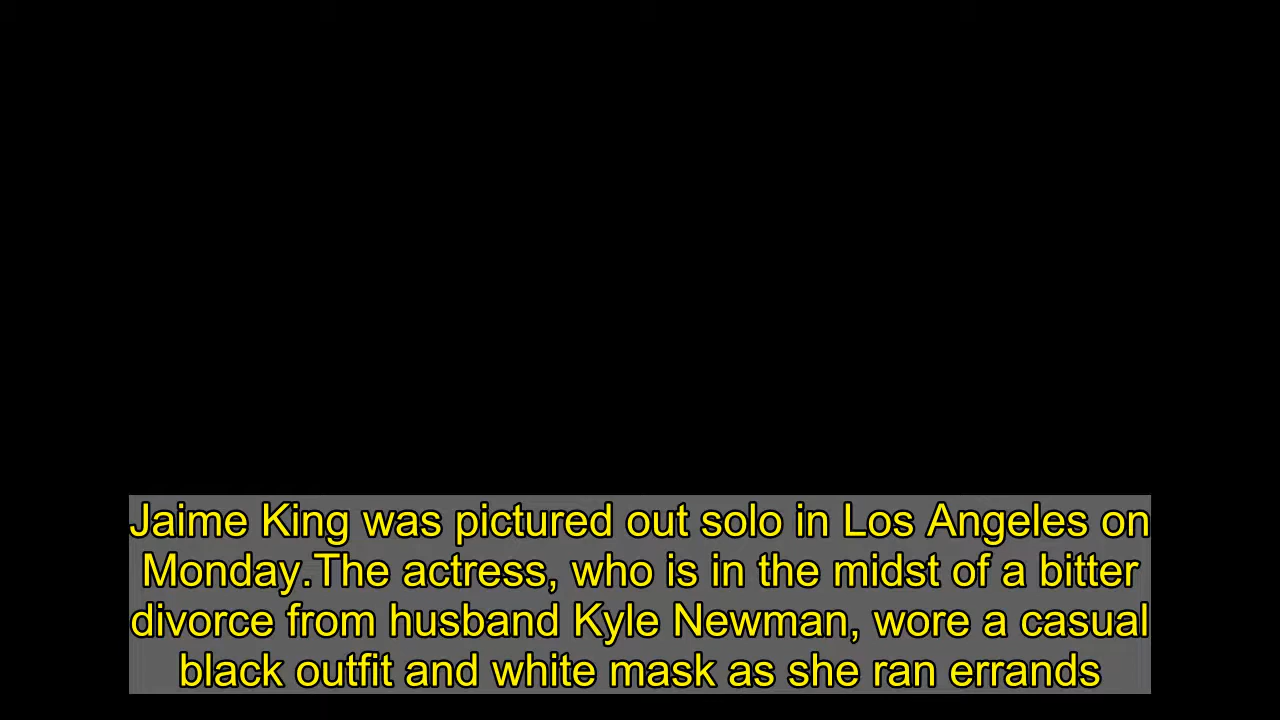 Jaime King was pictured out solo in Los Angeles on
Monday.The actress, who is in the midst of a bitter
divorce from husband Kyle Newman, wore a casual
black outfit and white mask as she ran errands